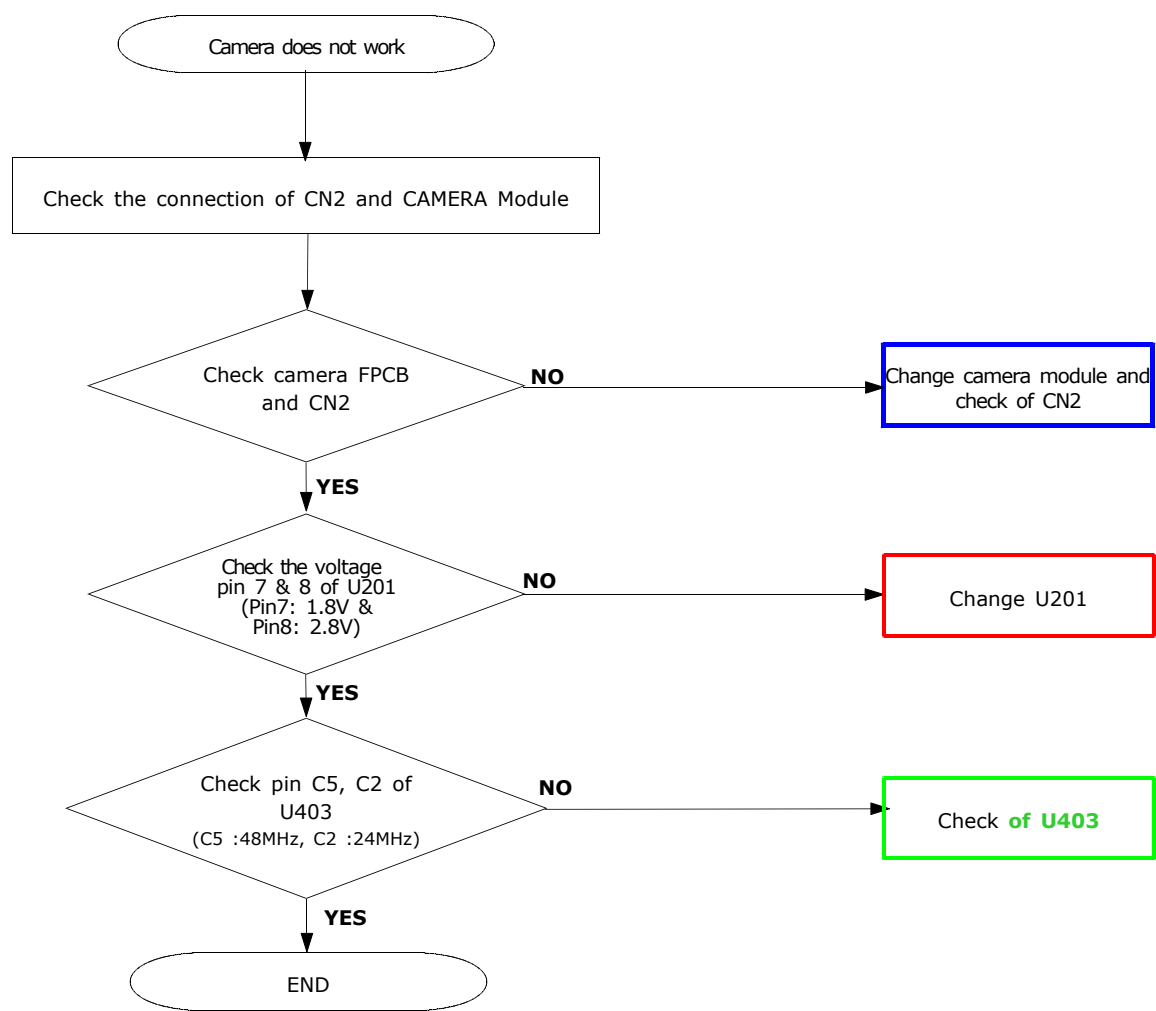 Camera does not work
Check the connection of CN2 and CAMERA Module
Check camera FPCB
and CN2
NO
Change camera module and
check of CN2
YES
Check the voltage
pin 7 & 8 of U201
(Pin7: 1.8V &
Pin8: 2.8V)
NO
Change U201
YES
Check pin C5, C2 of
U403
(C5 :48MHz, C2 :24MHz)
NO
Check of U403
YES
END